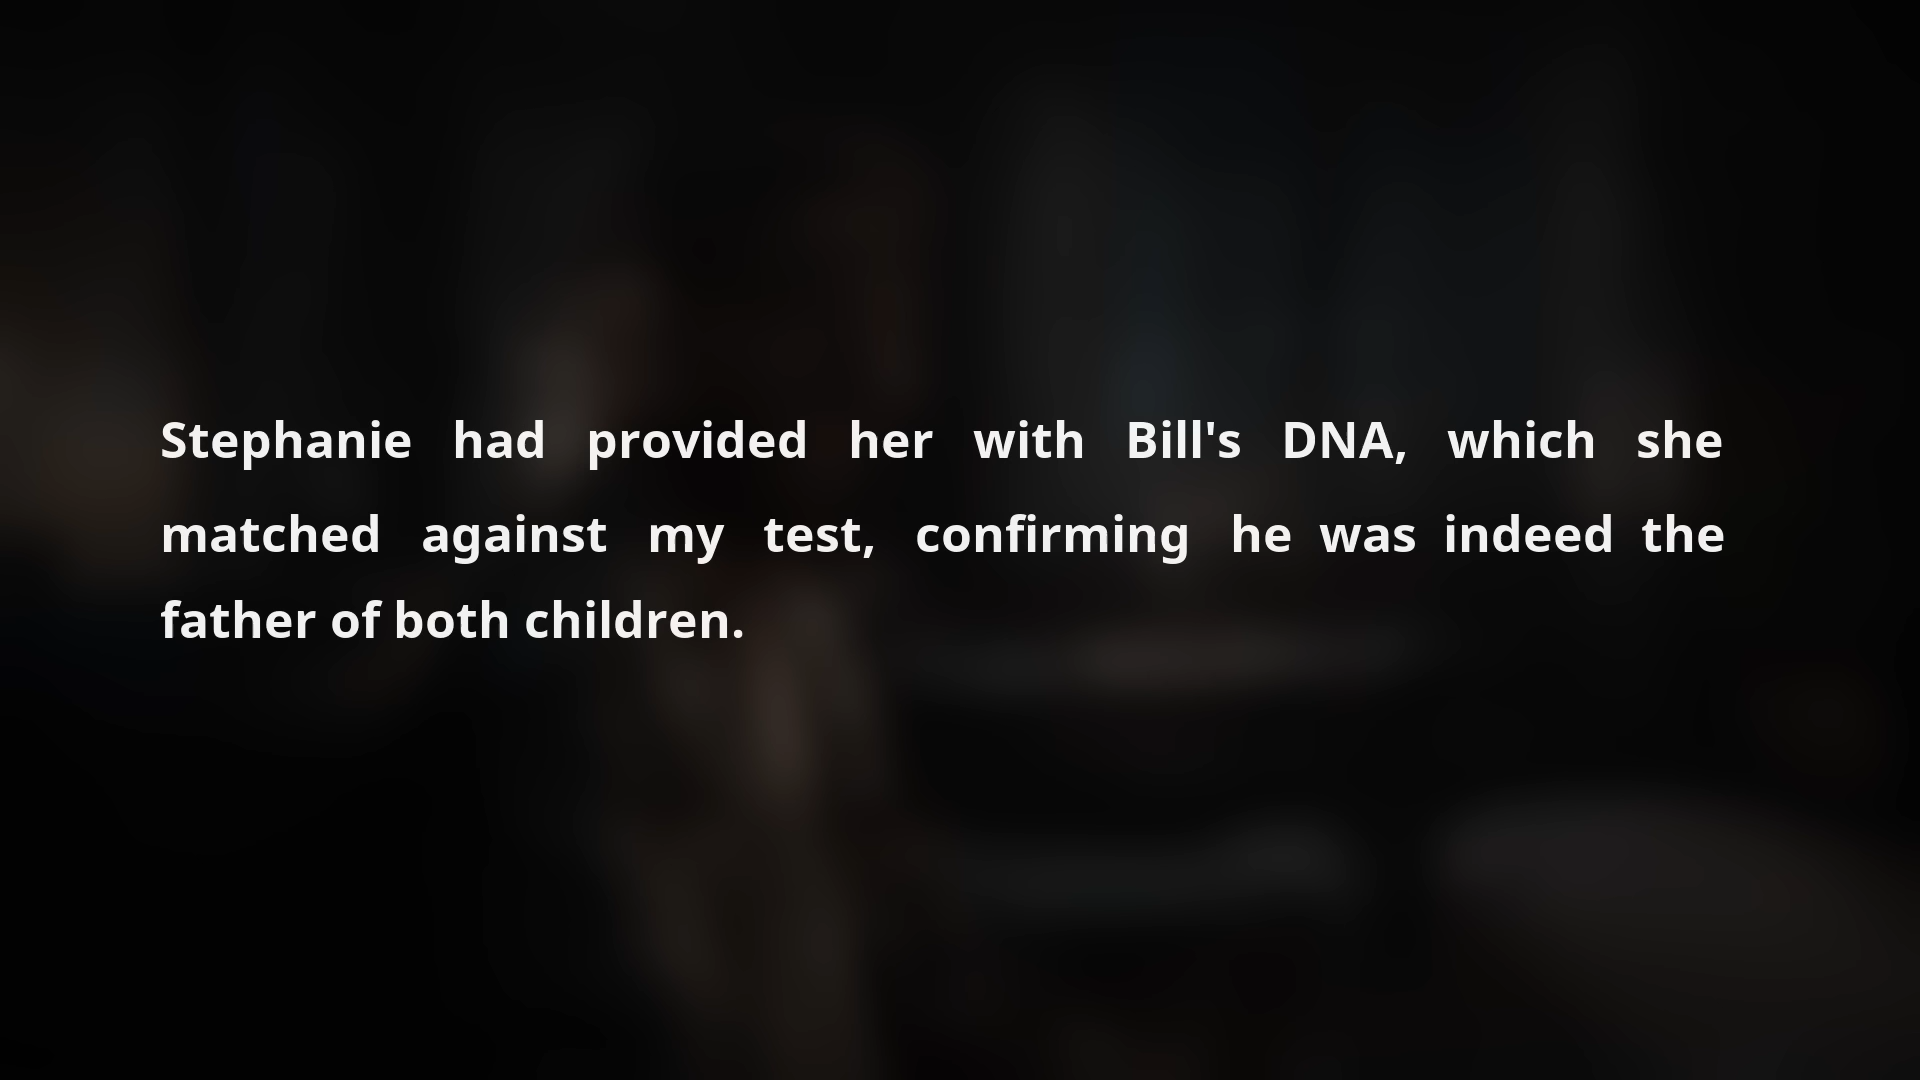 Stephanie had provided her with Bill's DNA, which she
matched against my test, confirming he was indeed the
father of both children.